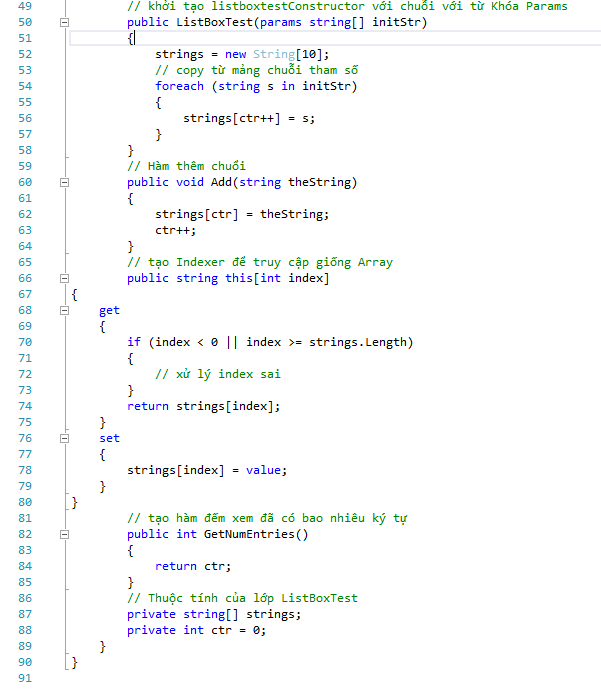 49 // khởi tạo listboxtestConstructor với chuỗi với từ Khóa Params
50 public ListBoxTest(params string[] initStr)
51 {
52 strings = new String[10];
53 // copy từ mảng chuỗi tham số
54 foreach (string s in initStr)
55 {
56 strings[ctr++] = s;
57 }
58 }
59 // Hàm thêm chuỗi
60 public void Add(string theString)
61 {
62 strings[ctr] = theString;
63 ctr++;
64 }
65 // tạo Indexer để truy cập giống Array
66 public string this[int index]
67 {
68 get
69 {
70 if (index < 0 || index >= strings.Length)
71 {
72 // xử lý index sai
73 }
74 return strings[index];
75 }
76 set
77 {
78 strings[index] = value;
79 }
80 }
81 // tạo hàm đếm xem đã có bao nhiêu ký tự
82 public int GetNumEntries()
83 {
84 return ctr;
85 }
86 // Thuộc tính của lớp ListBoxTest
87 private string[] strings;
88 private int ctr = 0;
89 }
90 }
91